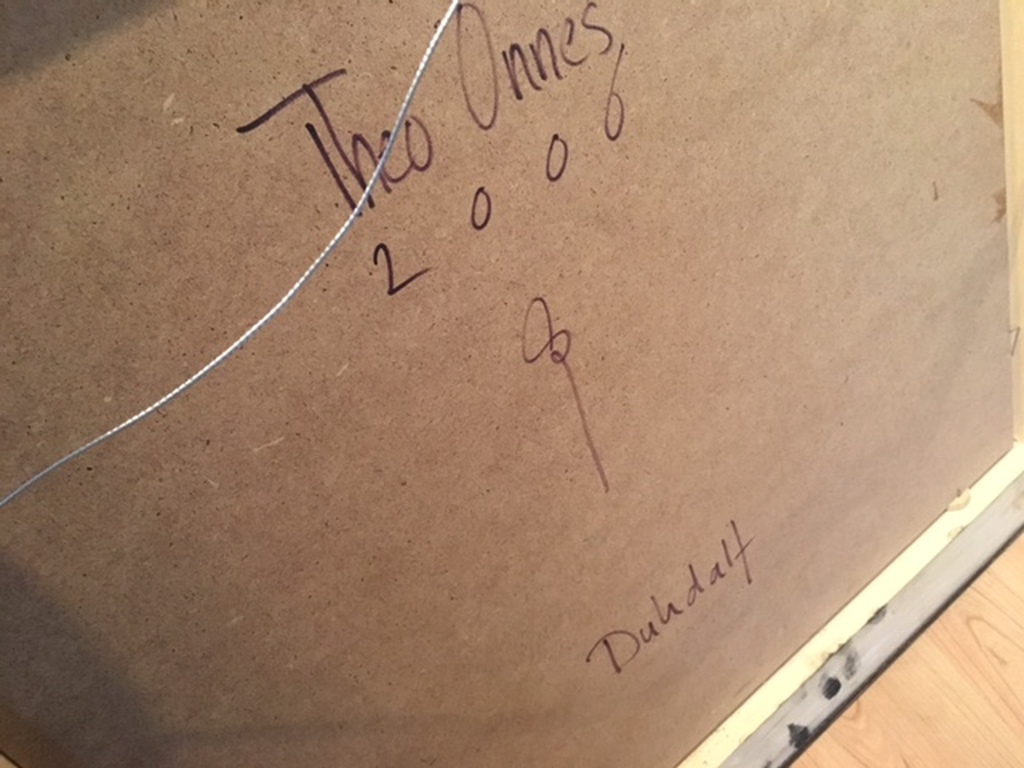 Theo Onnes
2006
Duhdalf